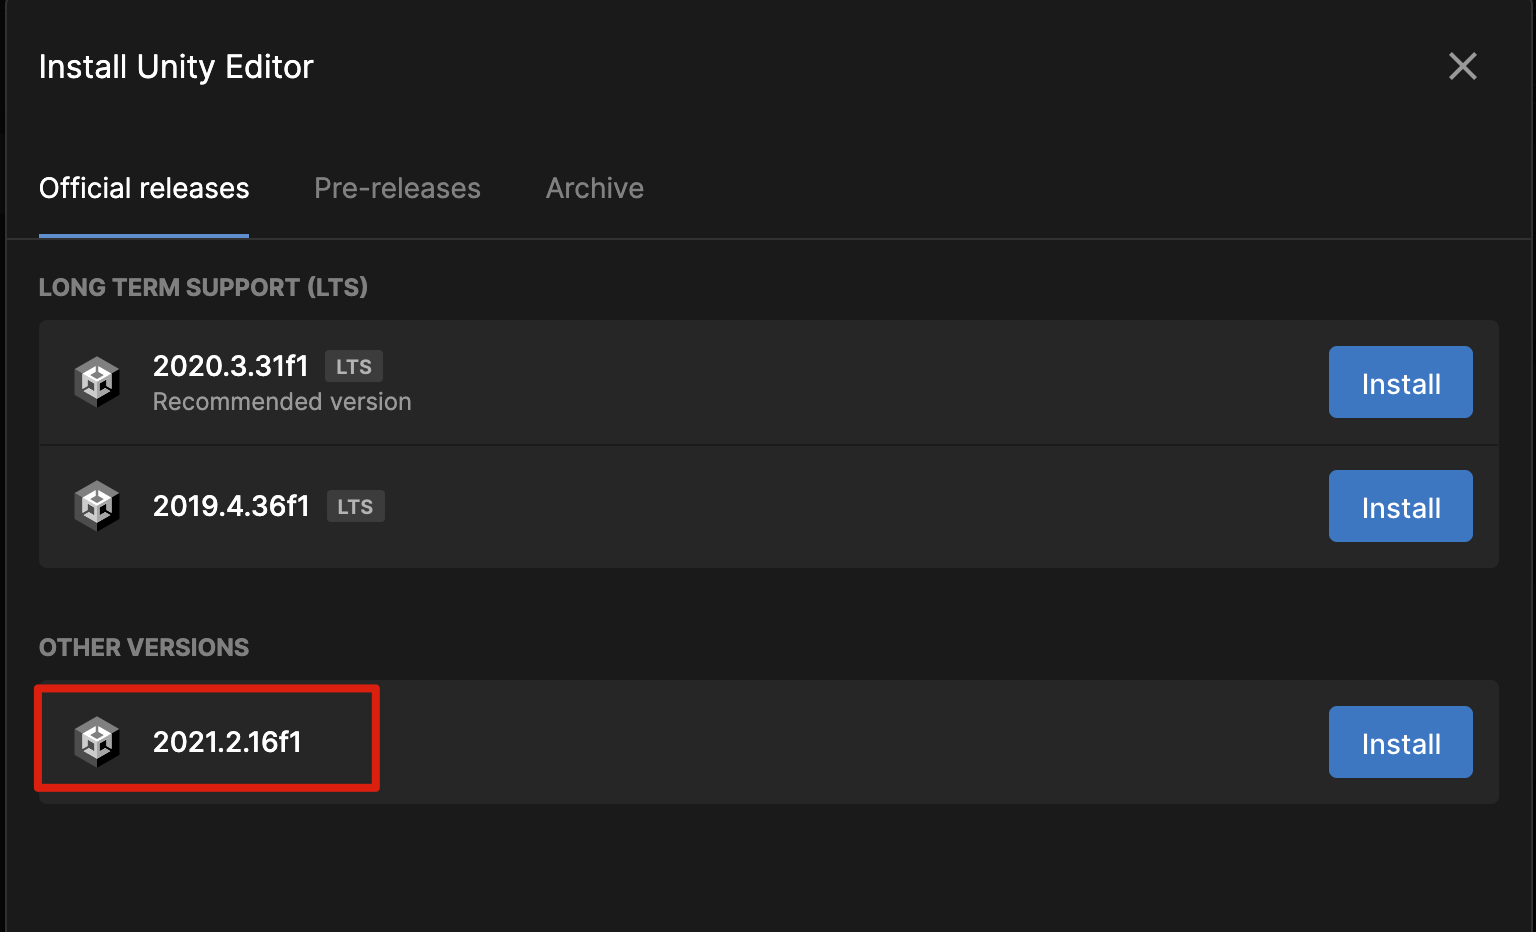 Install Unity Editor
Official releases Pre-releases Archive
LONG TERM SUPPORT (LTS)
2020.3.31f1 LTS
Recommended version
Install
2019.4.36f1 LTS
Install
OTHER VERSIONS
2021.2.16f1
Install